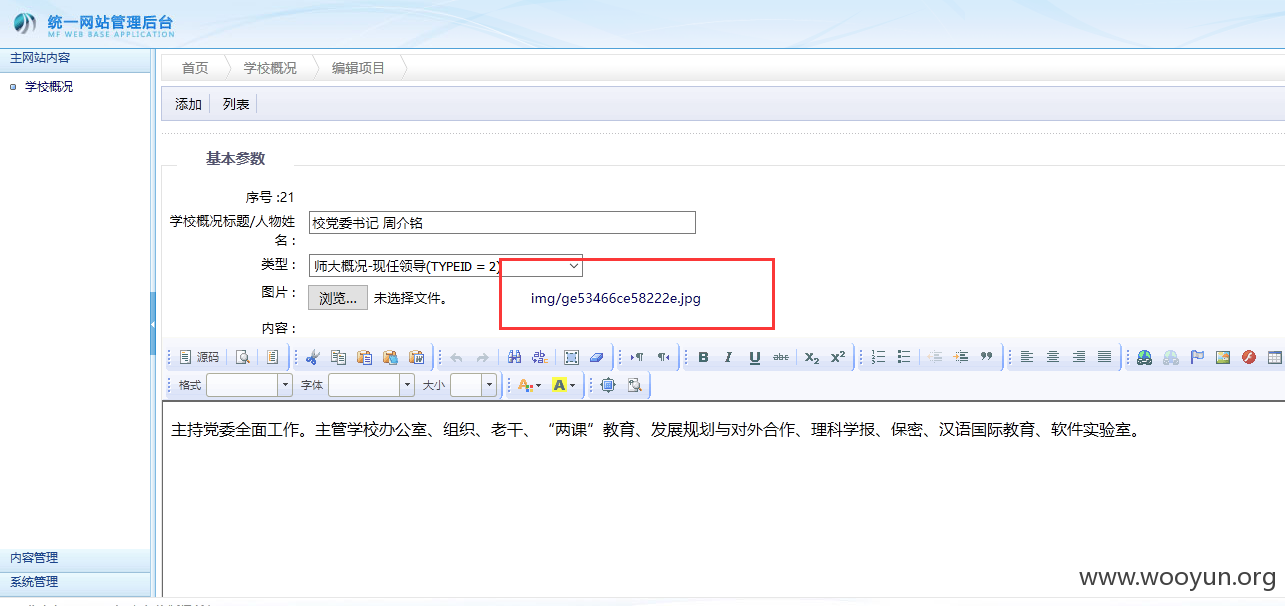 统一网站管理后台
MF WEB BASE APPLICATION
主网站内容
学校概况
首页 学校概况 编辑项目
添加 列表
基本参数
序号 :21
学校概况标题/人物姓
名 :
校党委书记 周介铭
类型 :
师大概况-现任领导(TYPEID = 2)
图片 :
浏览... 未选择文件。
img/ge53466ce58222e.jpg
内容 :
源码
格式 字体 大小
主持党委全面工作。主管学校办公室、组织、老干、“两课”教育、发展规划与对外合作、理科学报、保密、汉语国际教育、软件实验室。
内容管理
系统管理
www.wooyun.org